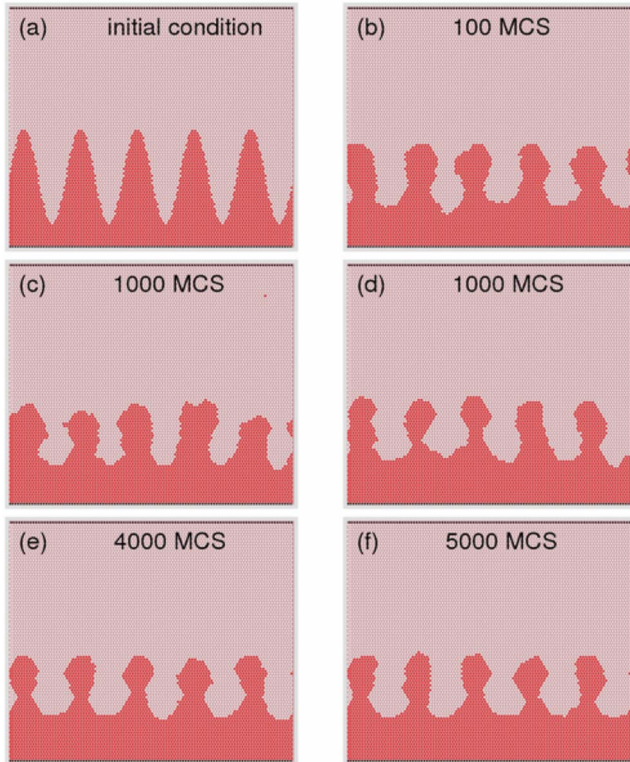 (a) initial condition
(b) 100 MCS
(c) 1000 MCS
(d) 1000 MCS
(e) 4000 MCS
(f) 5000 MCS